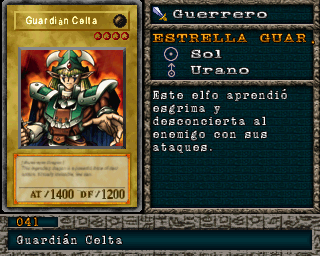 Guardián Celta
AT/1400 DF/1200
Guerrero
ESTRELLA GUAR.
Sol
Urano
Este elfo aprendió
esgrima y
desconcierta al
enemigo con sus
ataques.
041
Guardián Celta